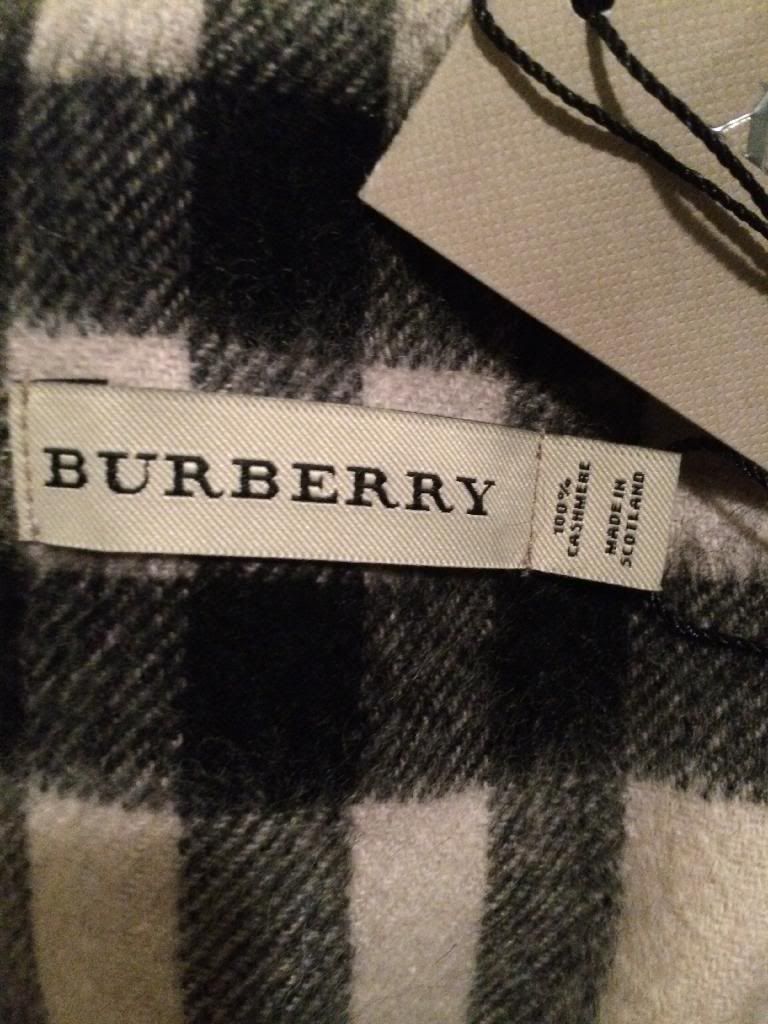 BURBERRY
100%
CASHMERE
MADE IN
SCOTLAND